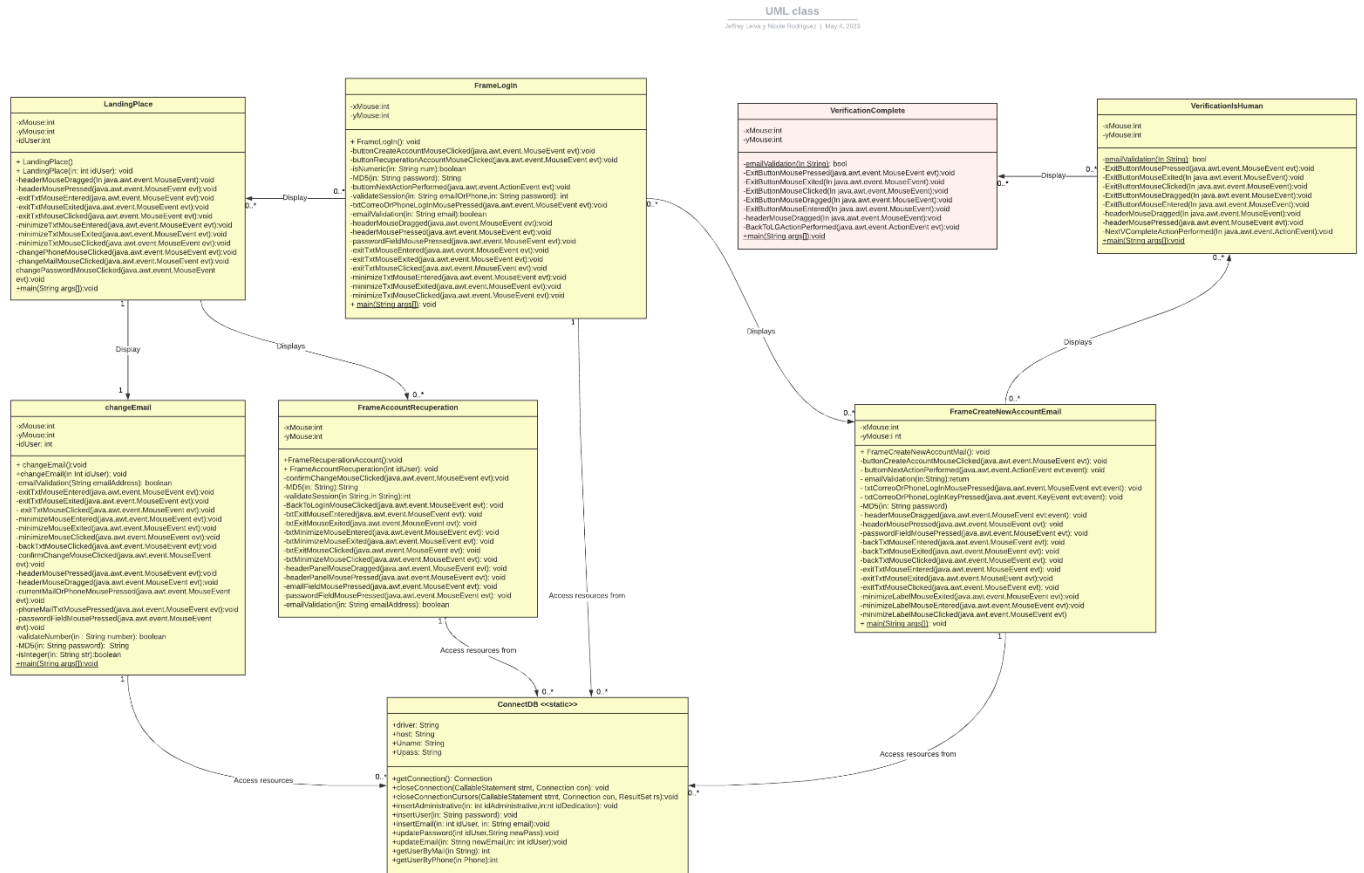 UML class
Jeffrey Leiva y Nicole Rodriguez | May 4, 2023
LandingPlace
-xMouse:int
-yMouse:int
-idUser:int
+ LandingPlace()
+ LandingPlace(in: int idUser): void
-headerMouseDragged(In java.awt.event.MouseEvent):void
-headerMousePressed(java.awt.event.MouseEvent evt):void
-exitTxtMouseEntered(java.awt.event.MouseEvent evt):void
-exitTxtMouseExited(java.awt.event.MouseEvent evt):void
-exitTxtMouseClicked(java.awt.event.MouseEvent evt):void
-minimizeTxtMouseEntered(java.awt.event.MouseEvent evt):void
-minimizeTxtMouseExited(java.awt.event.MouseEvent evt):void
-minimizeTxtMouseClicked(java.awt.event.MouseEvent evt):void
-changePhoneMouseClicked(java.awt.event.MouseEvent evt):void
-changeMailMouseClicked(java.awt.event.MouseEvent evt):void
changePasswordMouseClicked(java.awt.event.MouseEvent
evt):void
+main(String args[]):void
FrameLogIn
-xMouse:int
-yMouse:int
+ FrameLogIn(): void
-buttonCreateAccountMouseClicked(java.awt.event.MouseEvent evt):void
-buttonRecuperationAccountMouseClicked(java.awt.event.MouseEvent evt):void
-isNumeric(in: String num):boolean
-MD5(in: String password): String
-buttomNextActionPerformed(java.awt.event.ActionEvent evt):void
-validateSession(in: String emailOrPhone,in: String password): int
-txtCorreoOrPhoneLogInMousePressed(java.awt.event.MouseEvent evt):void
-emailValidation(in: String email):boolean
-headerMouseDragged(java.awt.event.MouseEvent evt):void
-headerMousePressed(java.awt.event.MouseEvent evt):void
-passwordFieldMousePressed(java.awt.event.MouseEvent evt):void
-exitTxtMouseEntered(java.awt.event.MouseEvent evt):void
-exitTxtMouseExited(java.awt.event.MouseEvent evt):void
-exitTxtMouseClicked(java.awt.event.MouseEvent evt):void
-minimizeTxtMouseEntered(java.awt.event.MouseEvent evt):void
-minimizeTxtMouseExited(java.awt.event.MouseEvent evt):void
-minimizeTxtMouseClicked(java.awt.event.MouseEvent evt):void
+ main(String args[]): void
VerificationComplete
-xMouse:int
-yMouse:int
-emailValidation(in String): bool
-ExitButtonMousePressed(java.awt.event.MouseEvent evt):void
-ExitButtonMouseExited(In java.awt.event.MouseEvent):void
-ExitButtonMouseClicked(In java.awt.event.MouseEvent):void
-ExitButtonMouseDragged(In java.awt.event.MouseEvent):void
-ExitButtonMouseEntered(In java.awt.event.MouseEvent):void
-headerMouseDragged(In java.awt.event.MouseEvent):void
-BackToLGActionPerformed(java.awt.event.ActionEvent evt):void
+main(String args[]):void
VerificationIsHuman
-xMouse:int
-yMouse:int
-emailValidation(In String): bool
-ExitButtonMousePressed(java.awt.event.MouseEvent evt):void
-ExitButtonMouseExited(In java.awt.event.MouseEvent):void
-ExitButtonMouseClicked(In java.awt.event.MouseEvent):void
-ExitButtonMouseDragged(In java.awt.event.MouseEvent):void
-ExitButtonMouseEntered(In java.awt.event.MouseEvent):void
-headerMouseDragged(In java.awt.event.MouseEvent):void
-headerMousePressed(In java.awt.event.MouseEvent):void
-NextVCompleteActionPerformed(In java.awt.event.ActionEvent):void
+main(String args[]):void
Display
0..*
0..*
0..*
Display
0..*
0..*
0..*
1
Display
1
Displays
0..*
1
Displays
0..*
Displays
0..*
changeEmail
-xMouse:int
-yMouse:int
-idUser: int
+ changeEmail():void
+changeEmail(in Int idUser): void
-emailValidation(String emailAddress): boolean
-exitTxtMouseEntered(java.awt.event.MouseEvent evt):void
-exitTxtMouseExited(java.awt.event.MouseEvent evt):void
- exitTxtMouseClicked(java.awt.event.MouseEvent evt):void
-minimizeMouseEntered(java.awt.event.MouseEvent evt):void
-minimizeMouseExited(java.awt.event.MouseEvent evt):void
-minimizeMouseClicked(java.awt.event.MouseEvent evt):void
-backTxtMouseClicked(java.awt.event.MouseEvent evt):void
-confirmChangeMouseClicked(java.awt.event.MouseEvent
evt):void
-headerMousePressed(java.awt.event.MouseEvent evt):void
-headerMouseDragged(java.awt.event.MouseEvent evt):void
-currentMailOrPhoneMousePressed(java.awt.event.MouseEvent
evt):void
-phoneMailTxtMousePressed(java.awt.event.MouseEvent evt):void
-passwordFieldMousePressed(java.awt.event.MouseEvent
evt):void
-validateNumber(in : String number): boolean
-MD5(in: String password): String
-isInteger(in: String str):boolean
+main(String args[]):void
FrameAccountRecuperation
-xMouse:int
-yMouse:int
+FrameRecuperationAccount():void
+ FrameAccountRecuperation(int idUser): void
-confirmChangeMouseClicked(java.awt.event.MouseEvent evt): void
-MD5(in: String):String
-validateSession(in String,in String):int
-BackToLogInMouseClicked(java.awt.event.MouseEvent evt): void
-txtExitMouseEntered(java.awt.event.MouseEvent evt): void
-txtExitMouseExited(java.awt.event.MouseEvent evt): void
-txtMinimizeMouseEntered(java.awt.event.MouseEvent evt): void
-txtMinimizeMouseExited(java.awt.event.MouseEvent evt): void
-txtExitMouseClicked(java.awt.event.MouseEvent evt): void
-txtMinimizeMouseClicked(java.awt.event.MouseEvent evt): void
-headerPanelMouseDragged(java.awt.event.MouseEvent evt): void
-headerPanelMousePressed(java.awt.event.MouseEvent evt): void
-emailFieldMousePressed(java.awt.event.MouseEvent evt): void
-passwordFieldMousePressed(java.awt.event.MouseEvent evt): void
-emailValidation(in: String emailAddress): boolean
FrameCreateNewAccountEmail
-xMouse:int
-yMouse:i nt
+ FrameCreateNewAccountMail(): void
-buttonCreateAccountMouseClicked(java.awt.event.MouseEvent evt): void
- buttomNextActionPerformed(java.awt.event.ActionEvent evt:event): void
- emailValidation(in:String):return
- txtCorreoOrPhoneLogInMousePressed(java.awt.event.MouseEvent evt:event): void
- txtCorreoOrPhoneLogInKeyPressed(java.awt.event.KeyEvent evt:event): void
-MD5(in: String password)
- headerMouseDragged(java.awt.event.MouseEvent evt:event): void
-headerMousePressed(java.awt.event.MouseEvent evt): void
-passwordFieldMousePressed(java.awt.event.MouseEvent evt): void
-backTxtMouseEntered(java.awt.event.MouseEvent evt): void
-backTxtMouseExited(java.awt.event.MouseEvent evt): void
-backTxtMouseClicked(java.awt.event.MouseEvent evt): void
-exitTxtMouseEntered(java.awt.event.MouseEvent evt): void
-exitTxtMouseExited(java.awt.event.MouseEvent evt): void
-exitTxtMouseClicked(java.awt.event.MouseEvent evt): void
-minimizeLabelMouseExited(java.awt.event.MouseEvent evt): void
-minimizeLabelMouseEntered(java.awt.event.MouseEvent evt): void
-minimizeLabelMouseClicked(java.awt.event.MouseEvent evt)
+ main(String args[]): void
Access resources from
1
Access resources from
0..*
0..*
1
Access resources
0..*
1
Access resources from
0..*
ConnectDB <<static>>
+driver: String
+host: String
+Uname: String
+Upass: String
+getConnection(): Connection
+closeConnection(CallableStatement stmt, Connection con): void
+closeConnectionCursors(CallableStatement stmt, Connection con, ResultSet rs):void
+insertAdministrative(in: int idAdministrative,in:nt idDedication): void
+insertUser(in: String password): void
+insertEmail(in: int idUser, in: String email):void
+updatePassword(int idUser,String newPass):void
+updateEmail(in: String newEmail,in: int idUser):void
+getUserByMail(in String): int
+getUserByPhone(in Phone):int